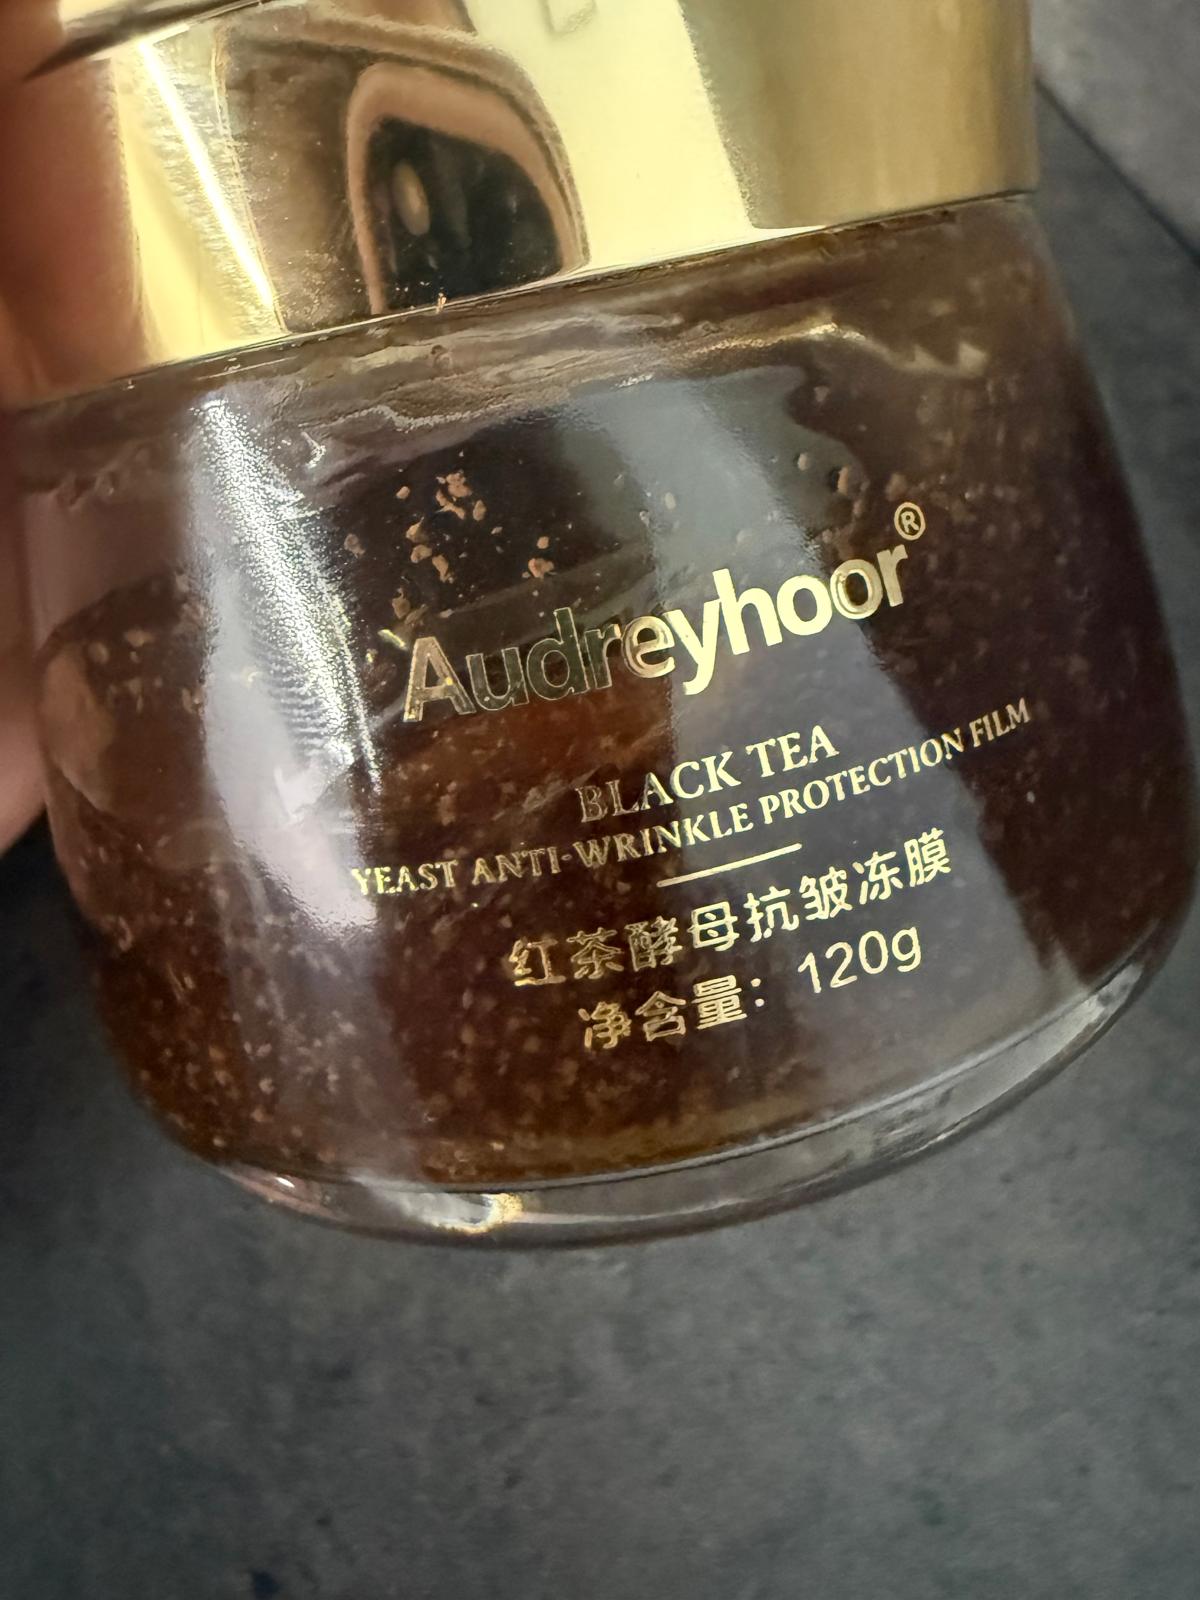 Audreyhoor®
BLACK TEA
YEAST ANTI-WRINKLE PROTECTION FILM
红茶酵母抗皱冻膜
净含量：120g